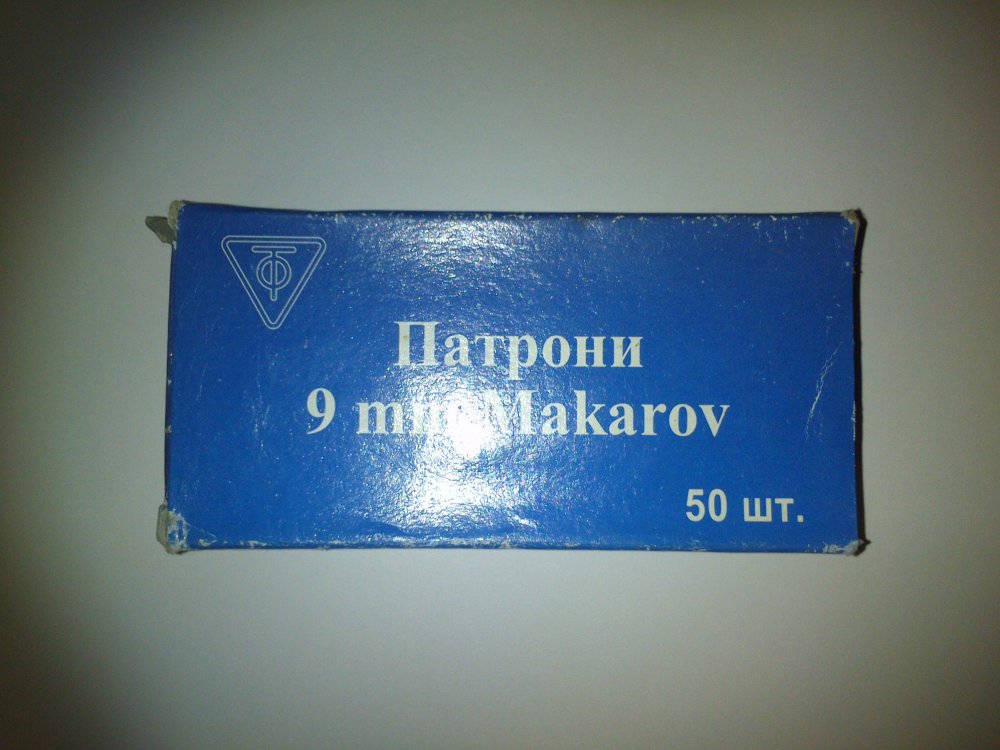 Патрони
9 mm Makarov
50 шт.